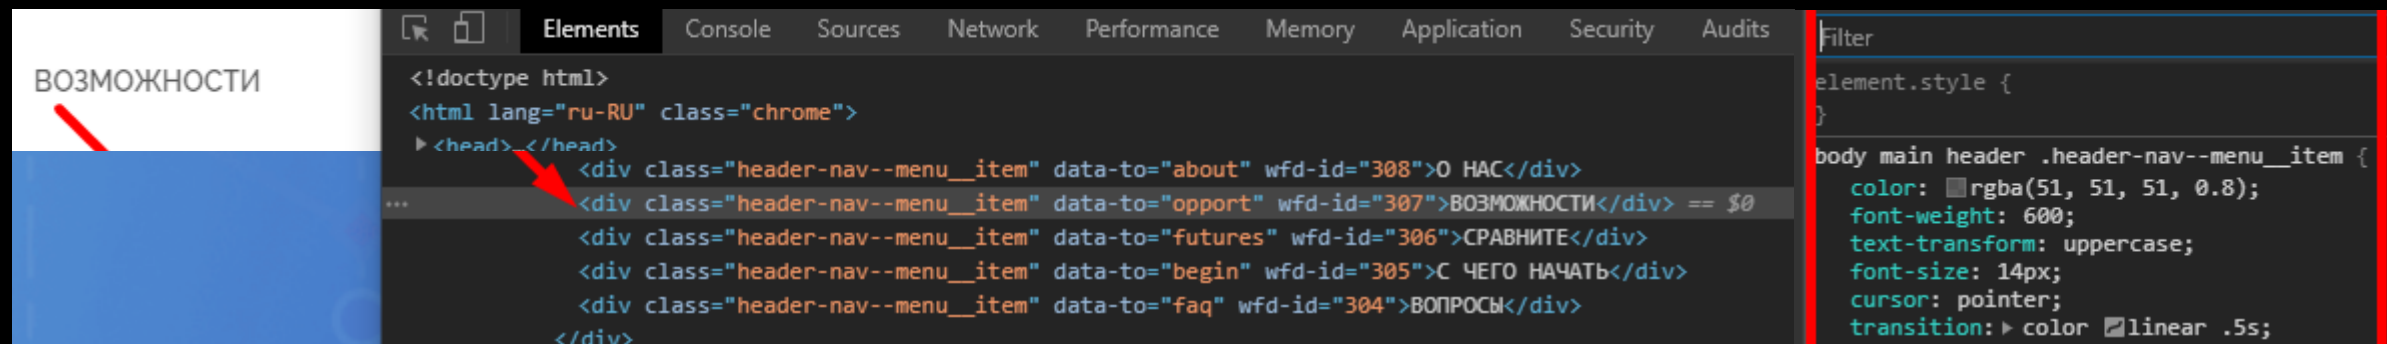 ВОЗМОЖНОСТИ
Elements Console Sources Network Performance Memory Application Security Audits
<!doctype html>
<html lang="ru-RU" class="chrome">
▶<head>…</head>
<div class="header-nav--menu__item" data-to="about" wfd-id="308">О НАС</div>
… <div class="header-nav--menu__item" data-to="opport" wfd-id="307">ВОЗМОЖНОСТИ</div> == $0
<div class="header-nav--menu__item" data-to="futures" wfd-id="306">СРАВНИТЕ</div>
<div class="header-nav--menu__item" data-to="begin" wfd-id="305">С ЧЕГО НАЧАТЬ</div>
<div class="header-nav--menu__item" data-to="faq" wfd-id="304">ВОПРОСЫ</div>
</div>
Filter
element.style {
}
body main header .header-nav--menu__item {
color: rgba(51, 51, 51, 0.8);
font-weight: 600;
text-transform: uppercase;
font-size: 14px;
cursor: pointer;
transition: ▶ color linear .5s;